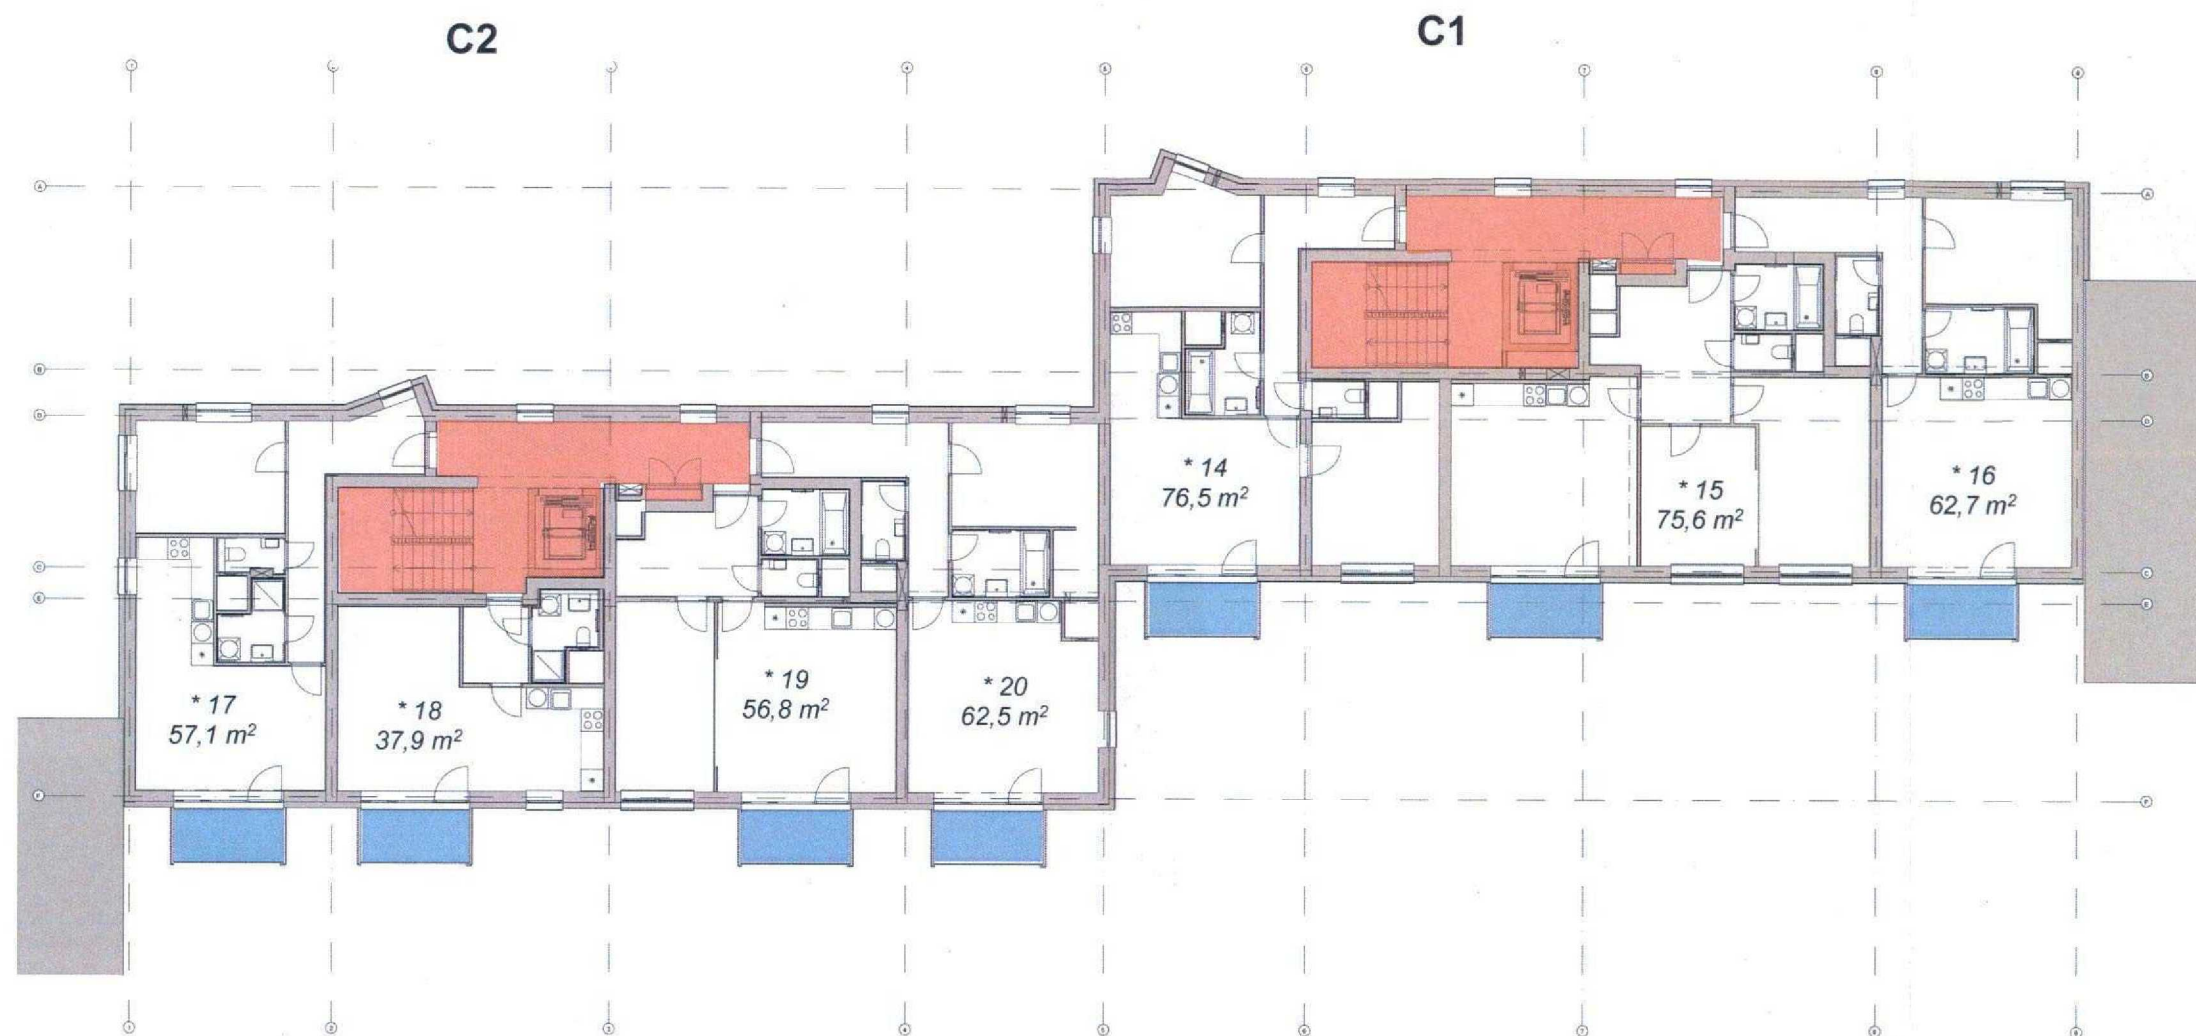 C2
C1
* 14
76,5 m²
* 15
75,6 m²
* 16
62,7 m²
* 17
57,1 m²
* 18
37,9 m²
* 19
56,8 m²
* 20
62,5 m²